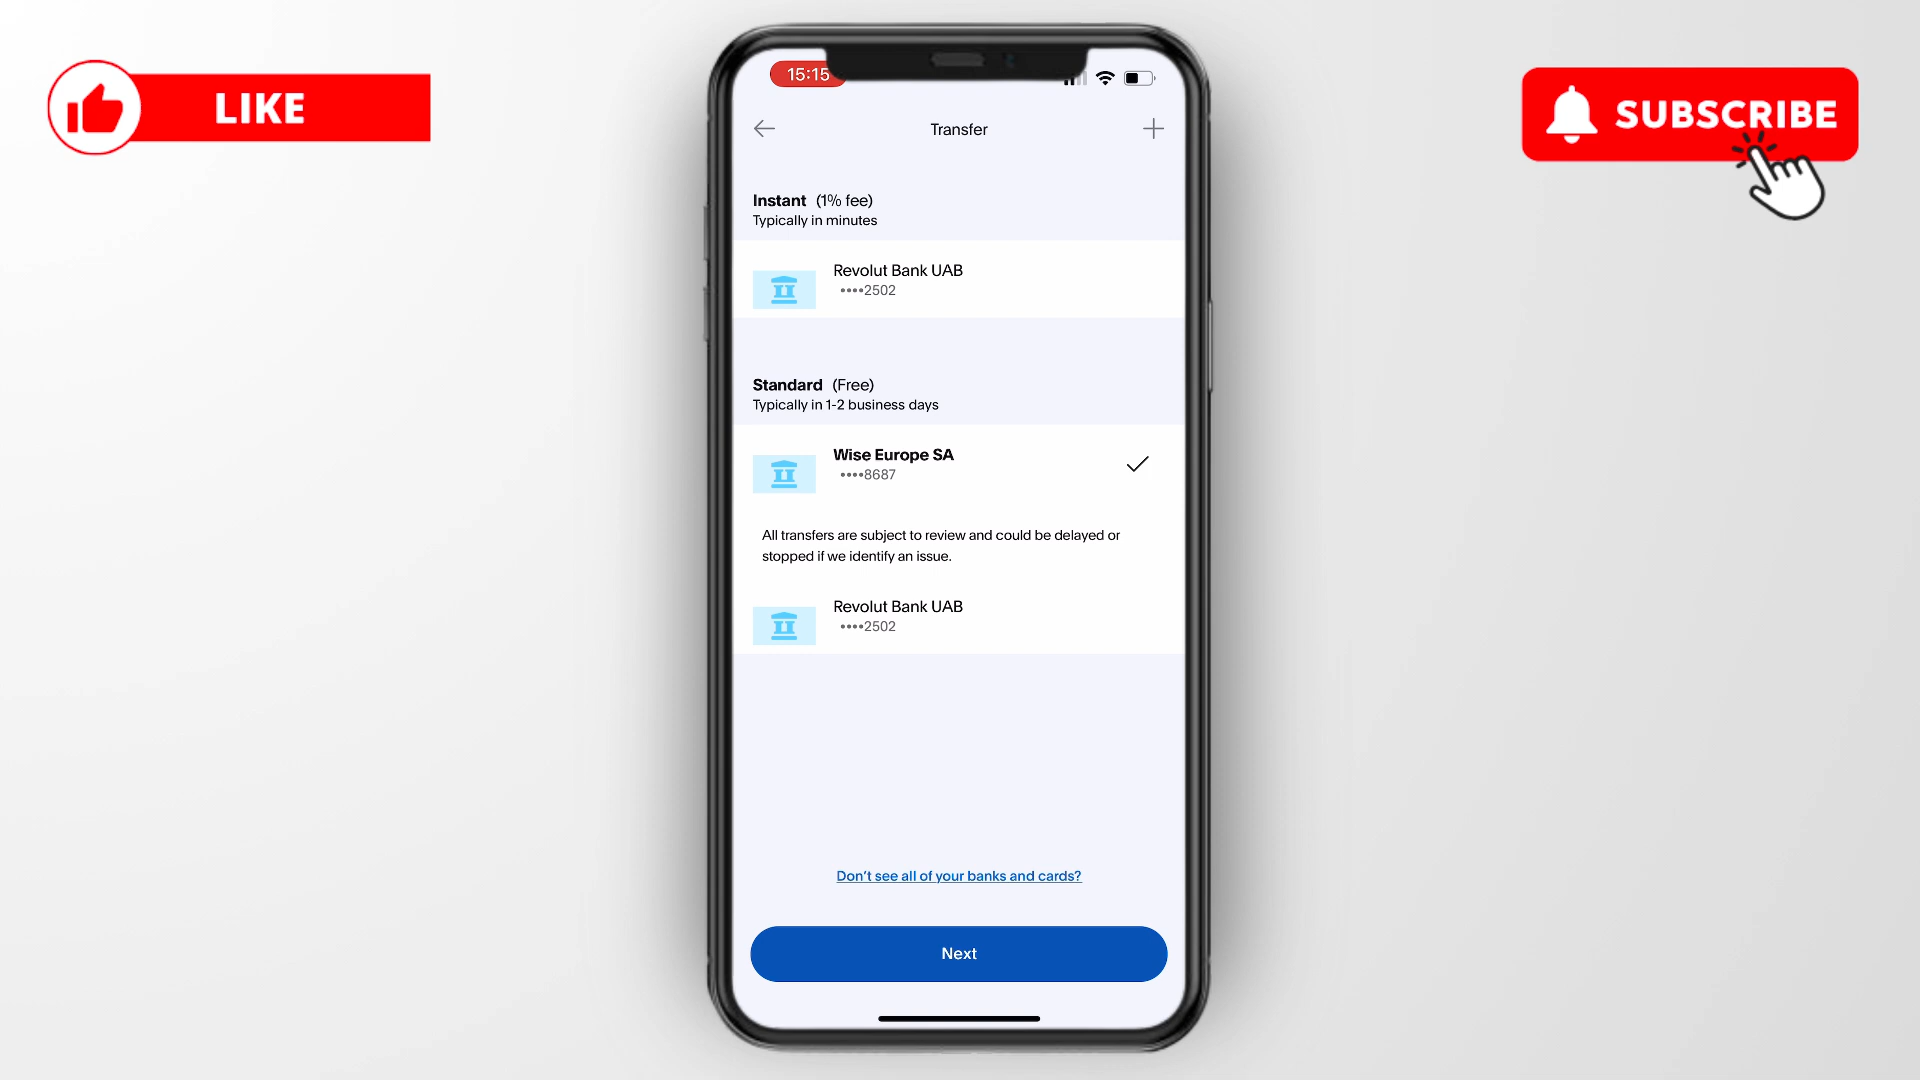 LIKE
SUBSCRIBE
15:15
Transfer
Instant (1% fee)
Typically in minutes
Revolut Bank UAB
••••2502
Standard (Free)
Typically in 1-2 business days
Wise Europe SA
••••8687
All transfers are subject to review and could be delayed or
stopped if we identify an issue.
Revolut Bank UAB
••••2502
Don't see all of your banks and cards?
Next